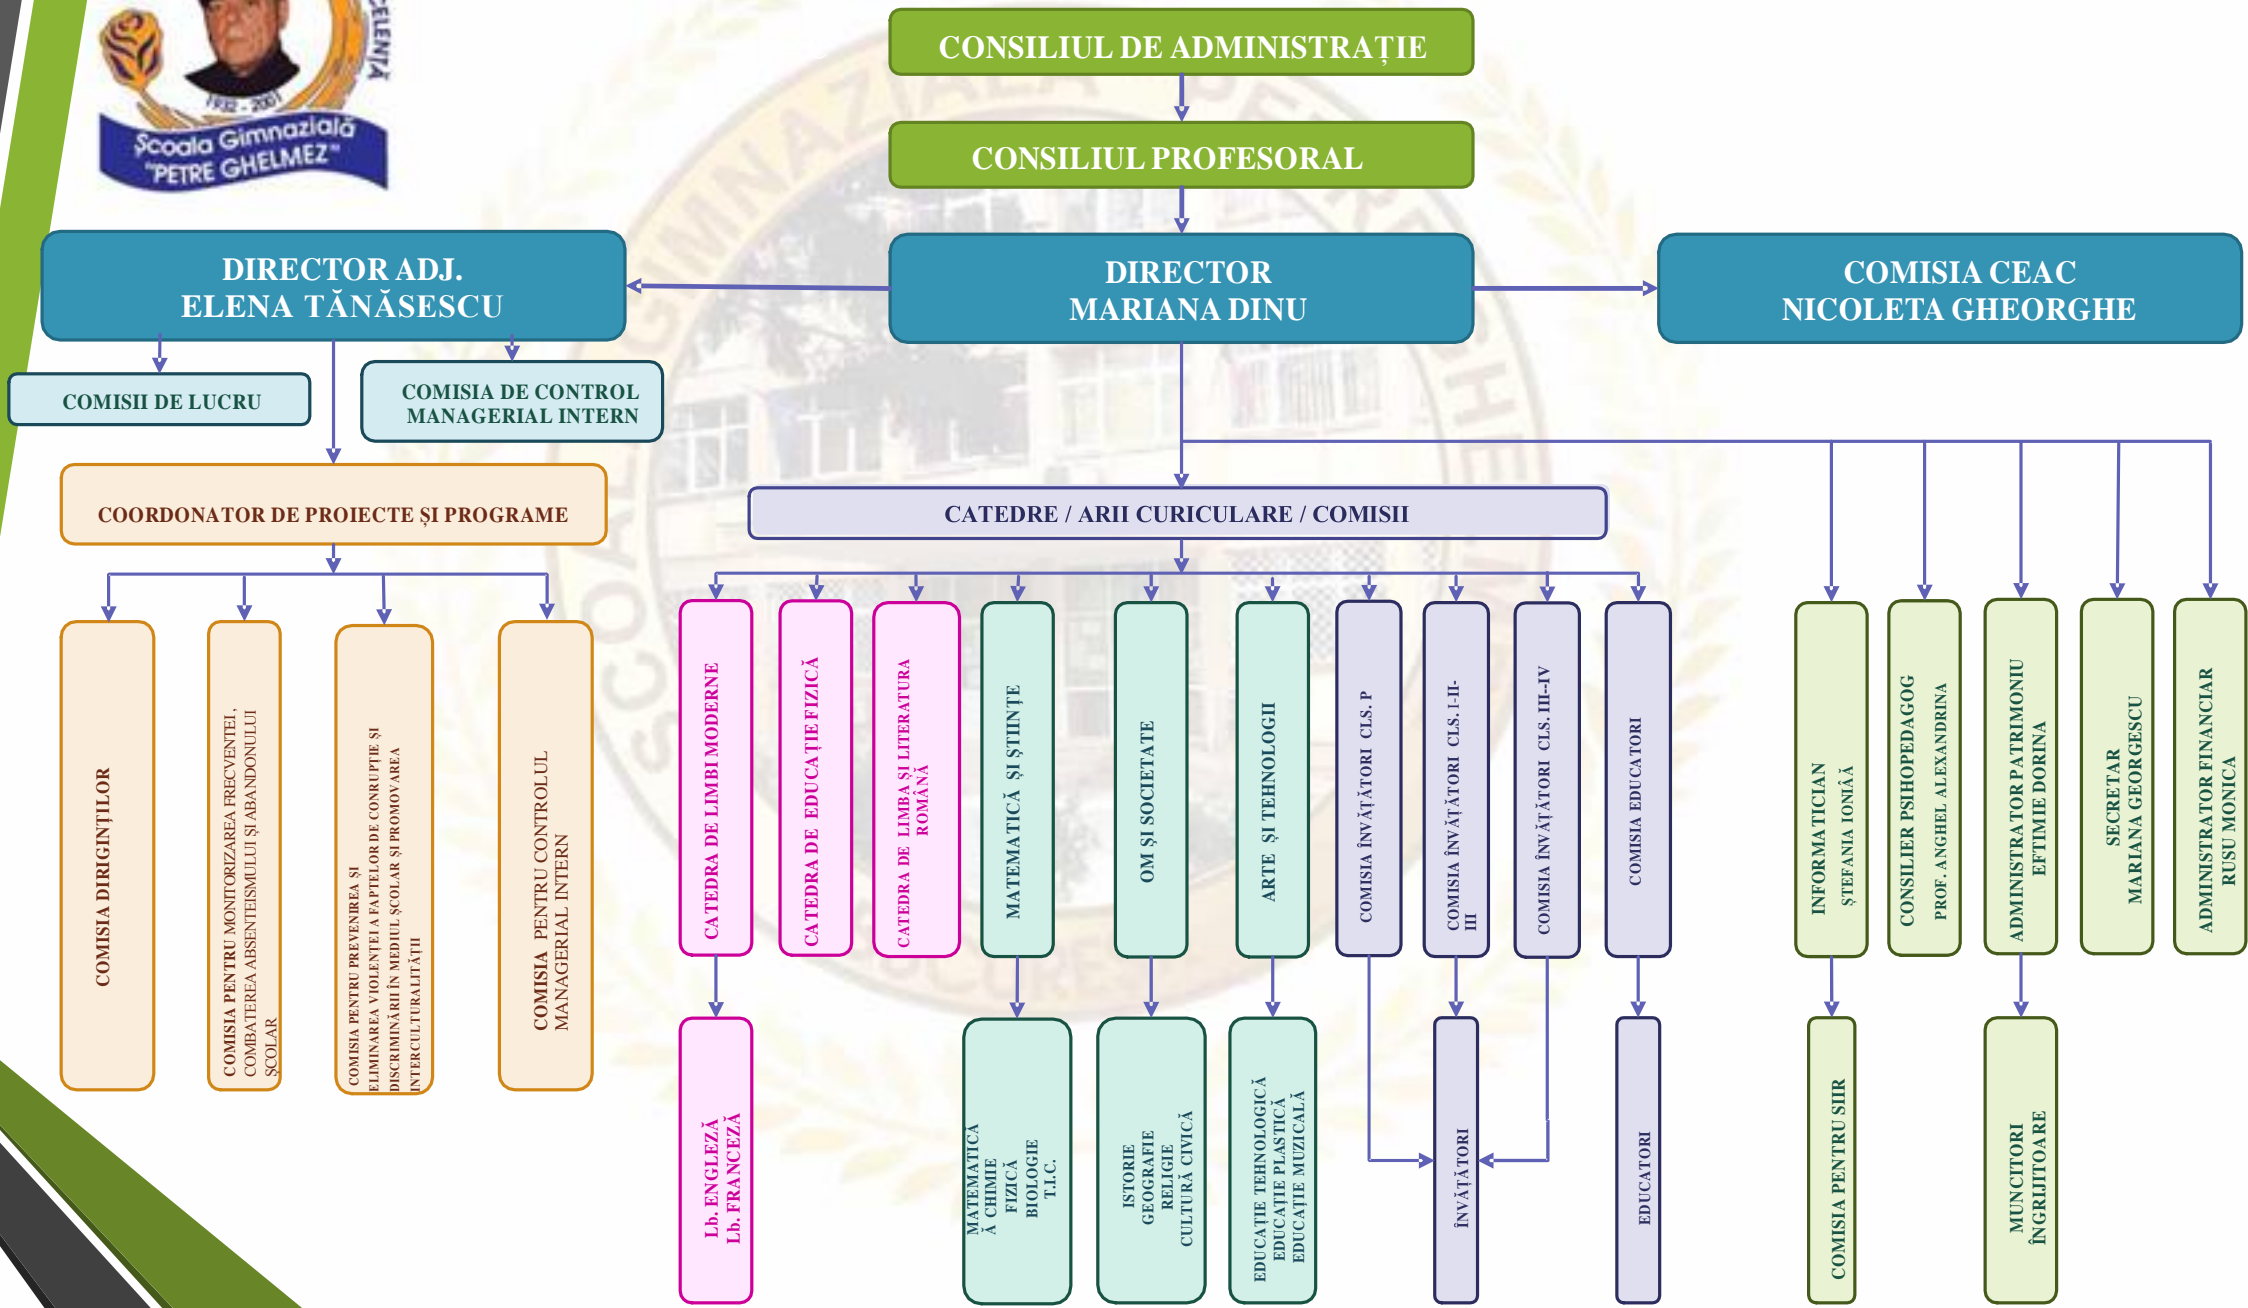 CELENȚĂ
1932 - 2001
Școala Gimnazială
"PETRE GHELMEZ"
CONSILIUL DE ADMINISTRAȚIE
CONSILIUL PROFESORAL
DIRECTOR ADJ.
ELENA TĂNĂSESCU
DIRECTOR
MARIANA DINU
COMISIA CEAC
NICOLETA GHEORGHE
COMISII DE LUCRU
COMISIA DE CONTROL
MANAGERIAL INTERN
COORDONATOR DE PROIECTE ȘI PROGRAME
CATEDRE / ARII CURICULARE / COMISII
COMISIA DIRIGINȚILOR
COMISIA PENTRU MONITORIZAREA FRECVENTEI ,
COMBATEREA ABSENTEISMULUI ȘI ABANDONULUI
ȘCOLAR
COMISIA PENTRU PREVENIREA ȘI
ELIMINAREA VIOLENȚEI A FAPTELOR DE CONRUPȚIE ȘI
DISCRIMINĂRII ÎN MEDIUL ȘCOLAR ȘI PROMOVAREA
INTERCULTURALITĂȚII
COMISIA PENTRU CONTROLUL
MANAGERIAL INTERN
CATEDRA DE LIMBI MODERNE
CATEDRA DE EDUCAȚIE FIZICĂ
CATEDRA DE LIMBA ȘI LITERATURA
ROMÂNĂ
MATEMATICĂ ȘI ȘTIINȚE
OM ȘI SOCIETATE
ARTE ȘI TEHNOLOGII
COMISIA ÎNVĂȚĂTORI CLS. P
COMISIA ÎNVĂȚĂTORI CLS. I-II-
III
COMISIA ÎNVĂȚĂTORI CLS. III--IV
COMISIA EDUCATORI
INFORMATICIAN
ȘTEFANIA IONIĂĂ
CONSILIER PSIHOPEDAGOG
PROF. ANGHEL ALEXANDRINA
ADMINISTRATOR PATRIMONIU
EFTIMIE DORINA
SECRETAR
MARIANA GEORGESCU
ADMINISTRATOR FINANCIAR
RUSU MONICA
Lb. ENGLEZĂ
Lb. FRANCEZĂ
MATEMATICĂ
Ă CHIMIE
FIZICĂ
BIOLOGIE
T.I.C.
ISTORIE
GEOGRAFIE
RELIGIE
CULTURĂ CIVICĂ
EDUCAȚIE TEHNOLOGICĂ
EDUCAȚIE PLASTICĂ
EDUCAȚIE MUZICALĂ
ÎNVĂȚĂTORI
EDUCATORI
COMISIA PENTRU SIIR
MUNCITORI
ÎNGRIJITOARE